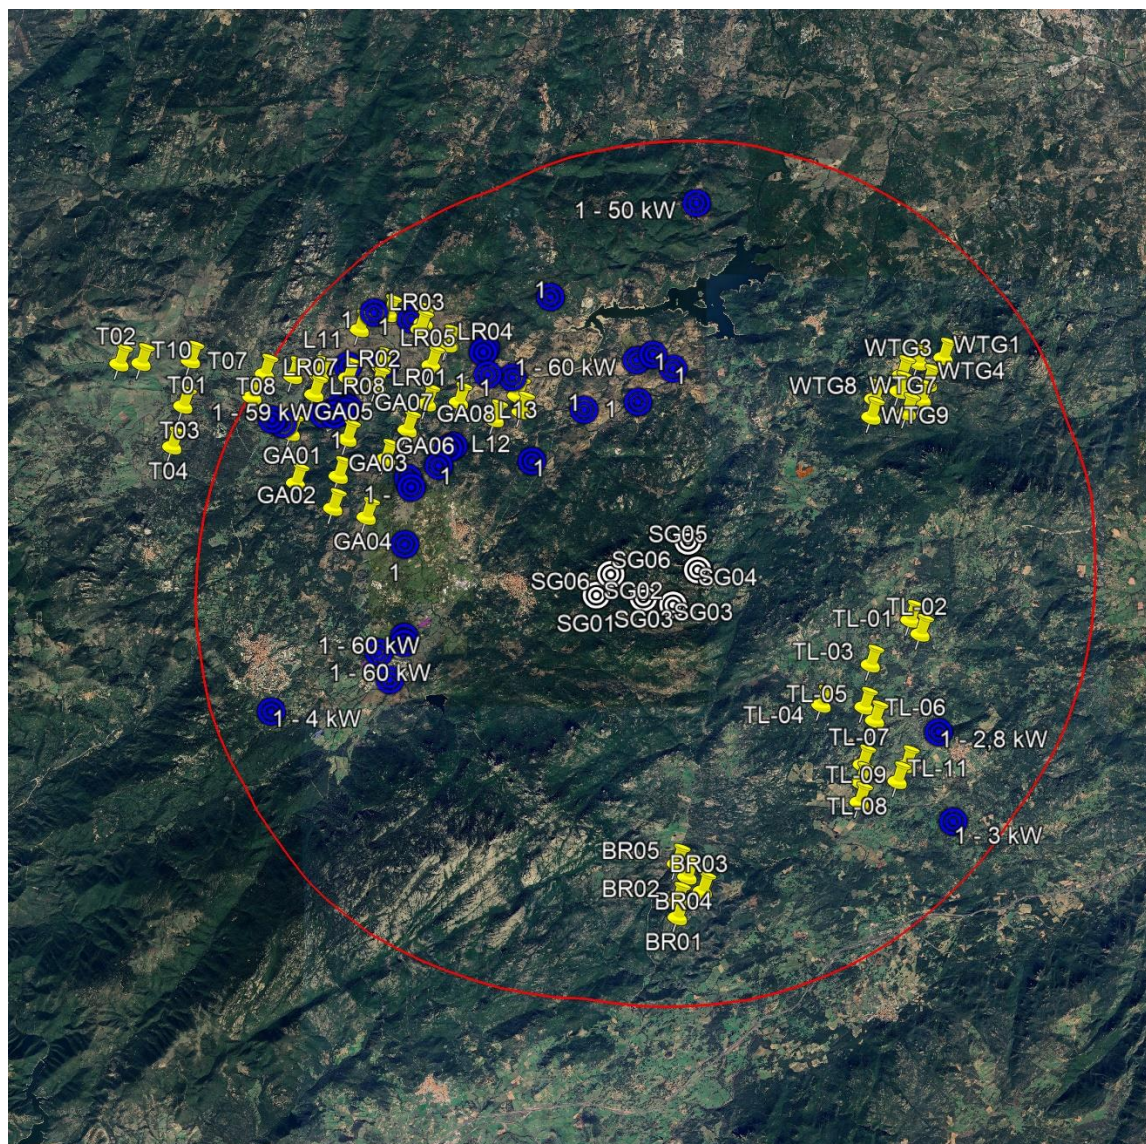 1 - 50 kW
1
LR03
1
1
L11
LR05
LR04
T02
T10
T07
LR07
LR02
LR08
LR01
1
1
1 - 60 kW
1
1
WTG3
WTG1
WTG4
WTG8
WTG7
WTG9
T01
T08
1 - 59 kW
GA05
GA07
GA08
L13
1
1
T03
T04
GA01
1
GA06
L12
GA03
1
1
GA02
1 -
GA04
1
SG05
SG06
SG04
SG06
SG02
SG01
SG03
SG03
TL-02
TL-01
1 - 60 kW
TL-03
1 - 60 kW
TL-05
TL-04
TL-06
1 - 4 kW
TL-07
1 - 2,8 kW
TL-09
TL-11
TL-08
1 - 3 kW
BR05
BR03
BR02
BR04
BR01